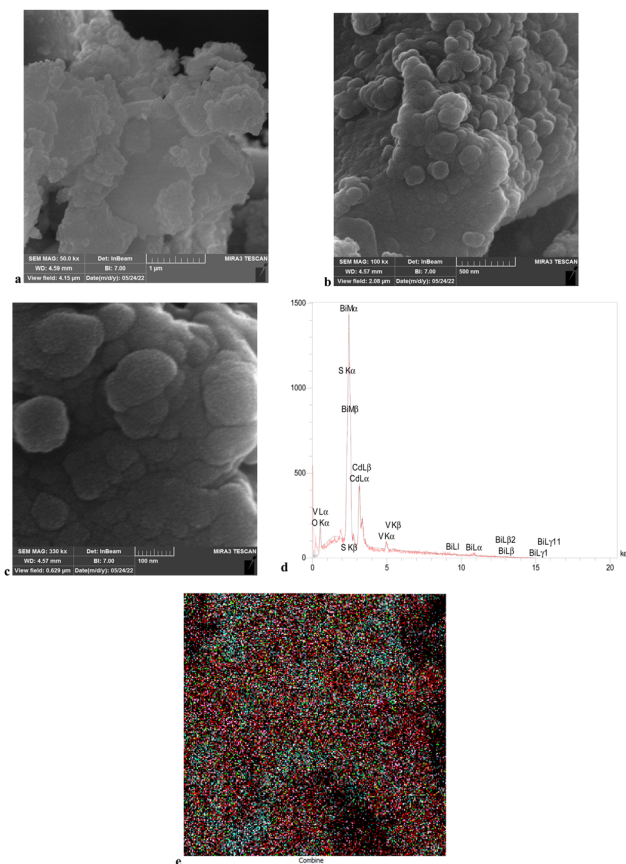 SEM MAG: 50.0 kx Det: InBeam
WD: 4.59 mm BI: 7.00 1 µm MIRA3 TESCAN
View field: 4.15 µm Date(m/d/y): 05/24/22
a
SEM MAG: 100 kx Det: InBeam
WD: 4.57 mm BI: 7.00 500 nm MIRA3 TESCAN
View field: 2.08 µm Date(m/d/y): 05/24/22
b
SEM MAG: 330 kx Det: InBeam
WD: 4.57 mm BI: 7.00 100 nm MIRA3 TESCAN
View field: 0.629 µm Date(m/d/y): 05/24/22
c
1500
BiMα
S Kα
1000
BiMβ
500
CdLβ
CdLα
V Lα
O Kα
V Kβ
V Kα
S Kβ
BiLl
BiLα
BiLβ2
BiLβ
BiLγ11
BiLγ1
0
0 5 10 15 20
ke
d
e
Combine